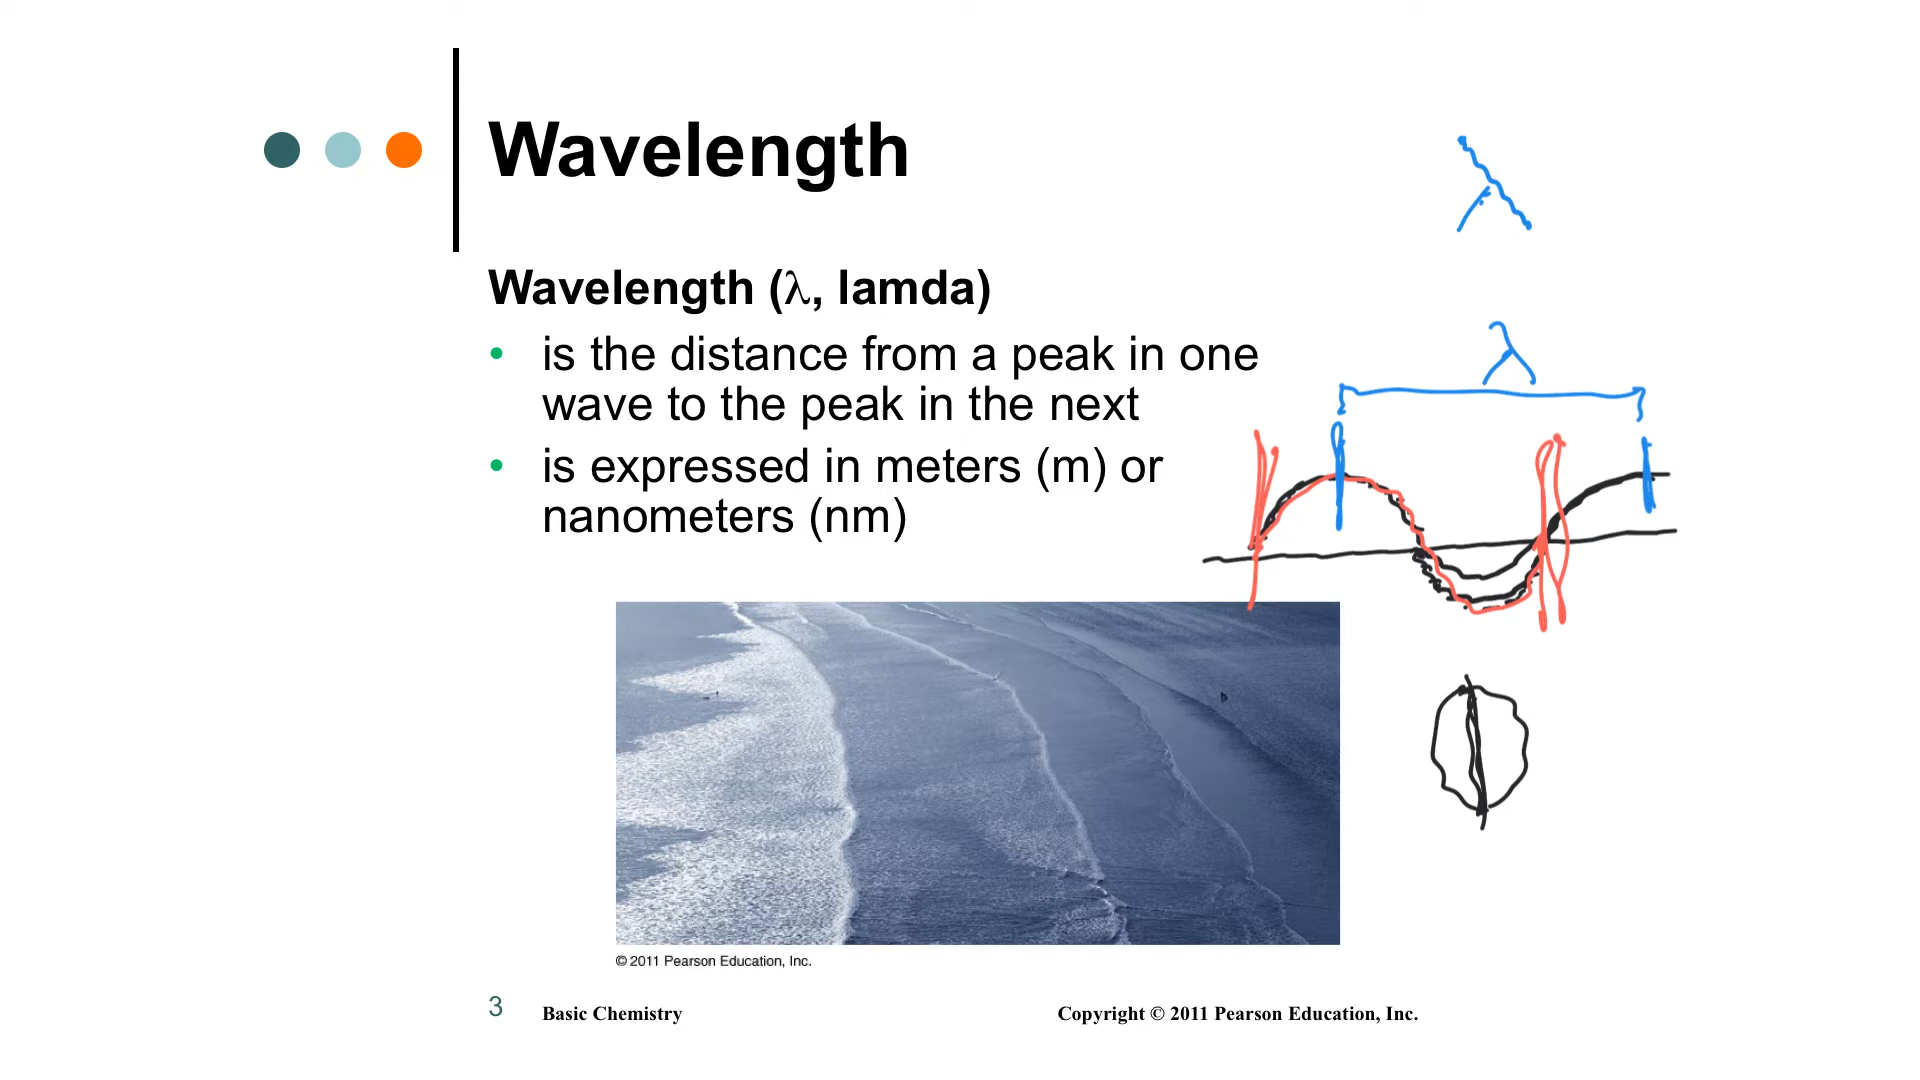 Wavelength
λ
Wavelength (λ, lamda)
• is the distance from a peak in one
wave to the peak in the next
λ
• is expressed in meters (m) or
nanometers (nm)
© 2011 Pearson Education, Inc.
3 Basic Chemistry Copyright © 2011 Pearson Education, Inc.